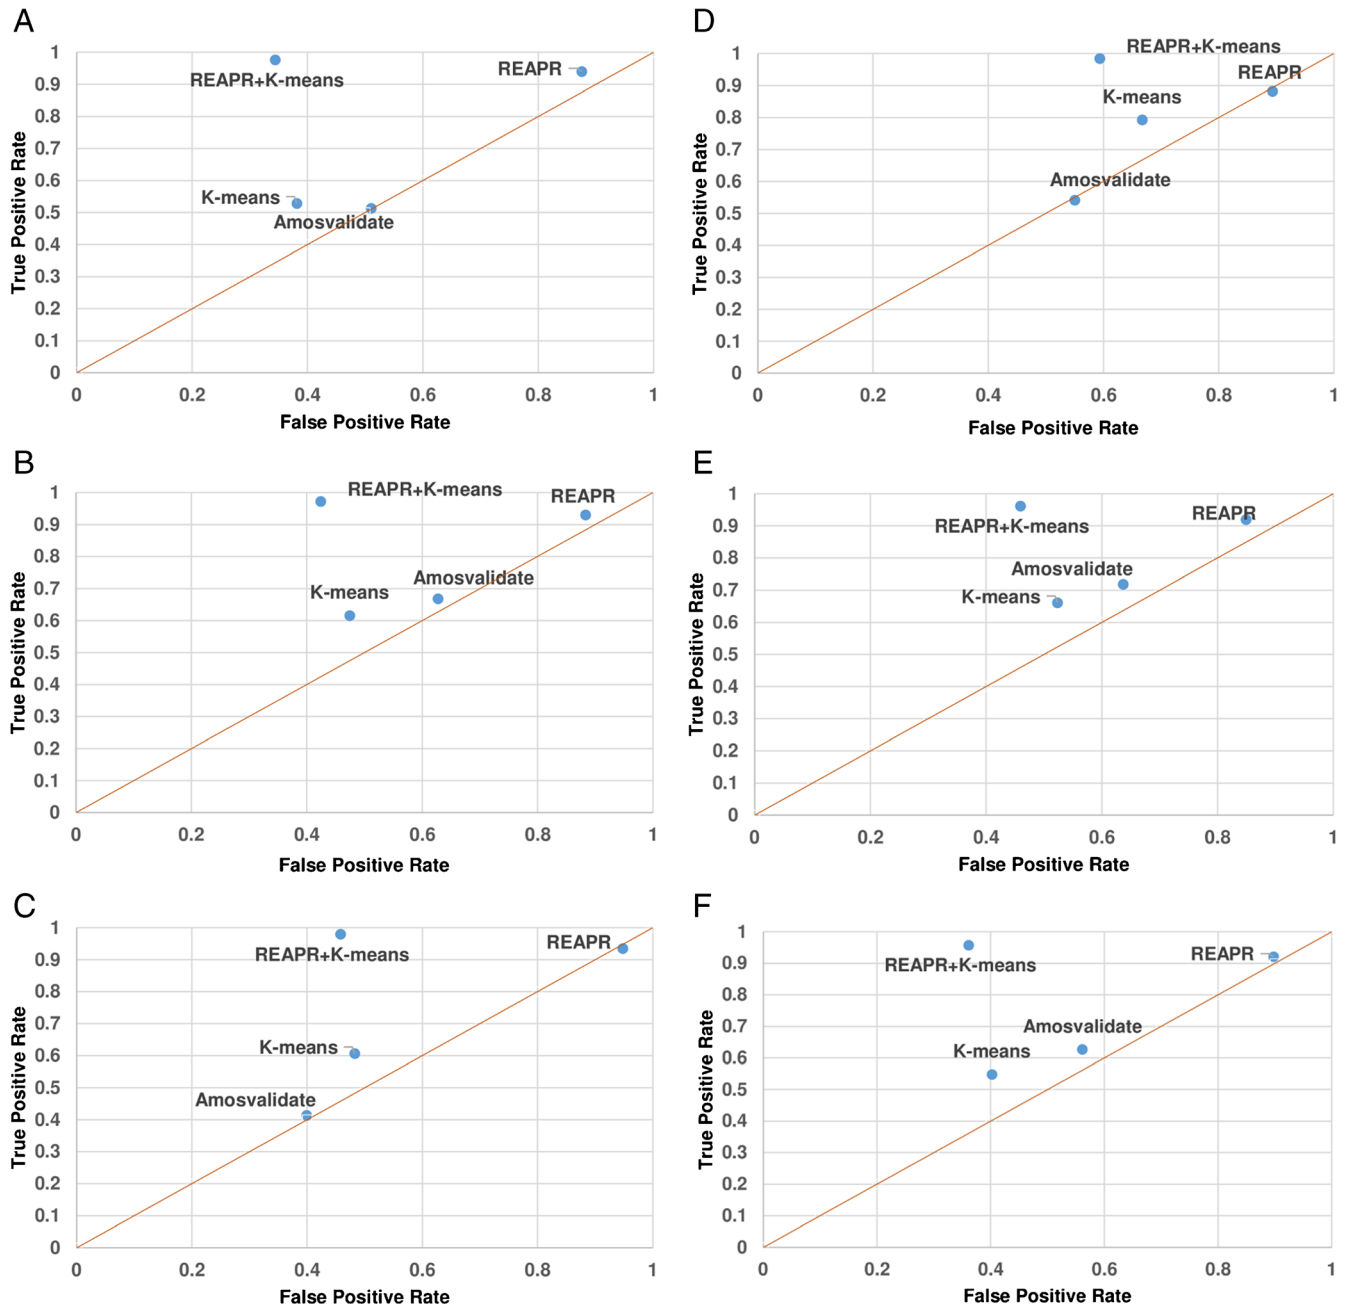 A
1
0.9
0.8
0.7
0.6
0.5
0.4
0.3
0.2
0.1
0
True Positive Rate
REAPR+K-means
REAPR
K-means
Amosvalidate
0 0.2 0.4 0.6 0.8 1
False Positive Rate
D
1
0.9
0.8
0.7
0.6
0.5
0.4
0.3
0.2
0.1
0
True Positive Rate
REAPR+K-means
REAPR
K-means
Amosvalidate
0 0.2 0.4 0.6 0.8 1
False Positive Rate
B
1
0.9
0.8
0.7
0.6
0.5
0.4
0.3
0.2
0.1
0
True Positive Rate
REAPR+K-means
REAPR
Amosvalidate
K-means
0 0.2 0.4 0.6 0.8 1
False Positive Rate
E
1
0.9
0.8
0.7
0.6
0.5
0.4
0.3
0.2
0.1
0
True Positive Rate
REAPR
REAPR+K-means
Amosvalidate
K-means
0 0.2 0.4 0.6 0.8 1
False Positive Rate
C
1
0.9
0.8
0.7
0.6
0.5
0.4
0.3
0.2
0.1
0
True Positive Rate
REAPR
REAPR+K-means
K-means
Amosvalidate
0 0.2 0.4 0.6 0.8 1
False Positive Rate
F
1
0.9
0.8
0.7
0.6
0.5
0.4
0.3
0.2
0.1
0
True Positive Rate
REAPR
REAPR+K-means
Amosvalidate
K-means
0 0.2 0.4 0.6 0.8 1
False Positive Rate